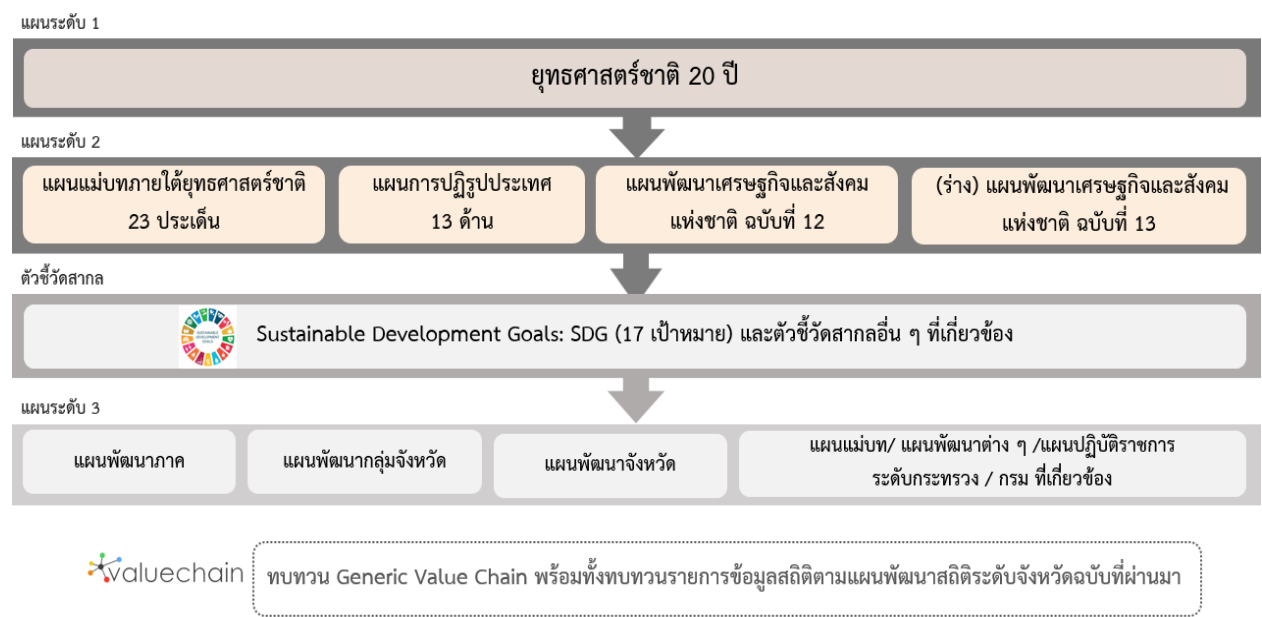 แผนระดับ 1
ยุทธศาสตร์ชาติ 20 ปี
แผนระดับ 2
แผนแม่บทภายใต้ยุทธศาสตร์ชาติ
23 ประเด็น
แผนการปฏิรูปประเทศ
13 ด้าน
แผนพัฒนาเศรษฐกิจและสังคม
แห่งชาติ ฉบับที่ 12
(ร่าง) แผนพัฒนาเศรษฐกิจและสังคม
แห่งชาติ ฉบับที่ 13
ตัวชี้วัดสากล
SUSTAINABLE
DEVELOPMENT
GOALS
Sustainable Development Goals: SDG (17 เป้าหมาย) และตัวชี้วัดสากลอื่น ๆ ที่เกี่ยวข้อง
แผนระดับ 3
แผนพัฒนาภาค
แผนพัฒนากลุ่มจังหวัด
แผนพัฒนาจังหวัด
แผนแม่บท/ แผนพัฒนาต่าง ๆ /แผนปฏิบัติราชการ
ระดับกระทรวง / กรม ที่เกี่ยวข้อง
valuechain
ทบทวน Generic Value Chain พร้อมทั้งทบทวนรายการข้อมูลสถิติตามแผนพัฒนาสถิติระดับจังหวัดฉบับที่ผ่านมา